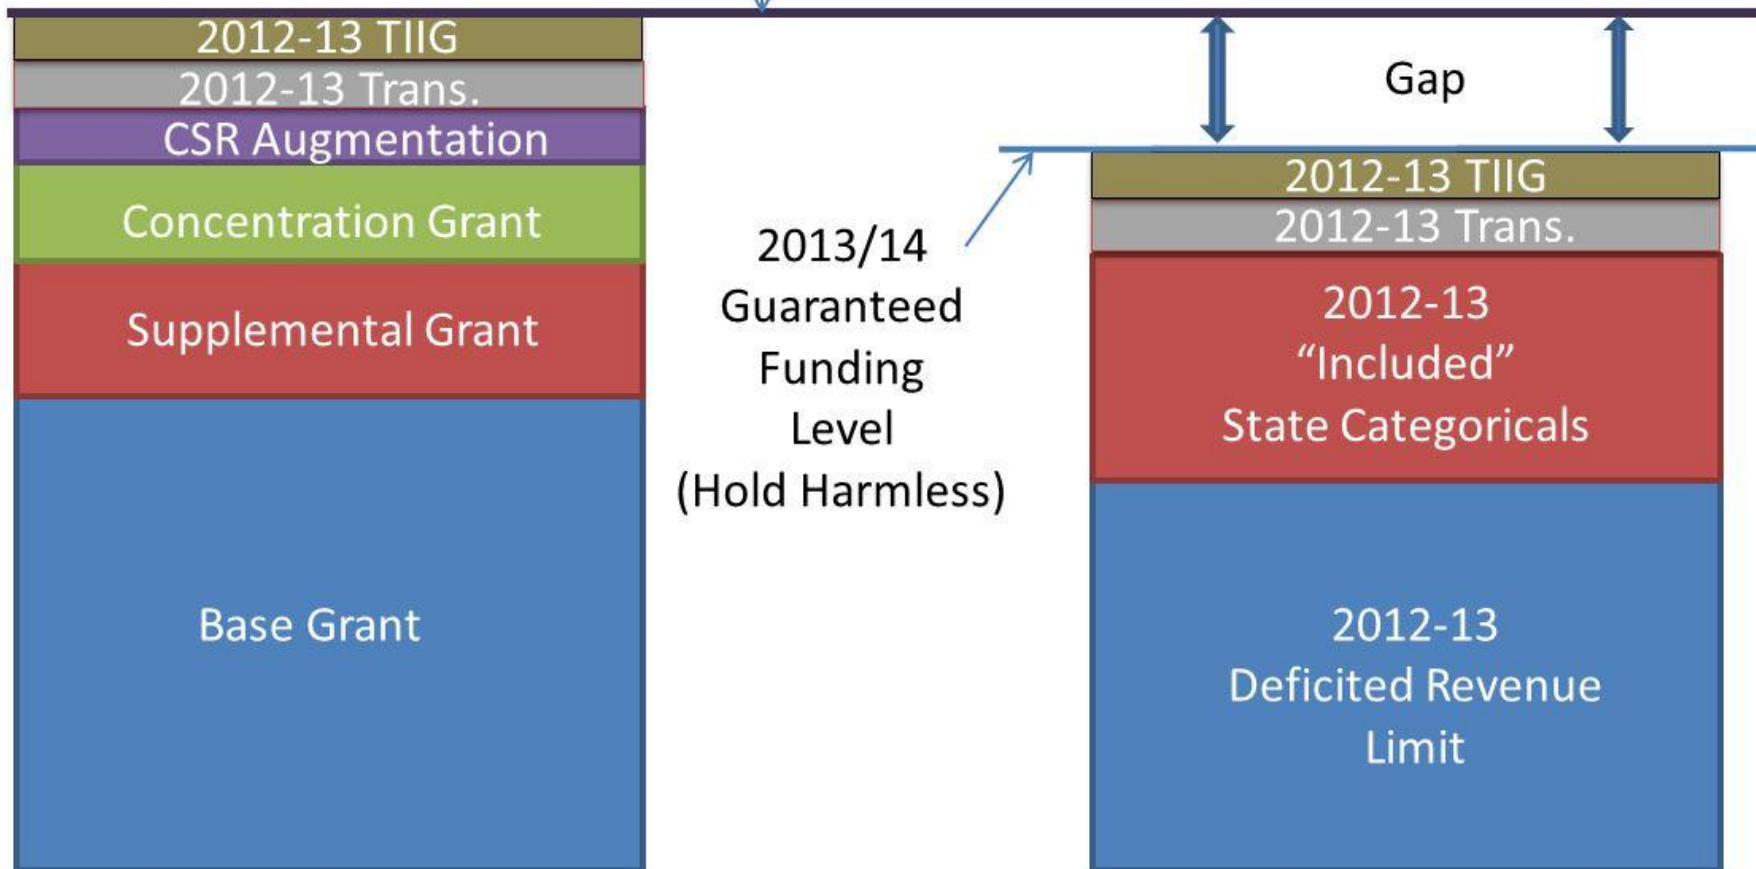 2012-13 TIIG
2012-13 Trans.
CSR Augmentation
Concentration Grant
Supplemental Grant
Base Grant
2013/14
Guaranteed
Funding
Level
(Hold Harmless)
Gap
2012-13 TIIG
2012-13 Trans.
2012-13
“Included”
State Categoricals
2012-13
Deficited Revenue
Limit